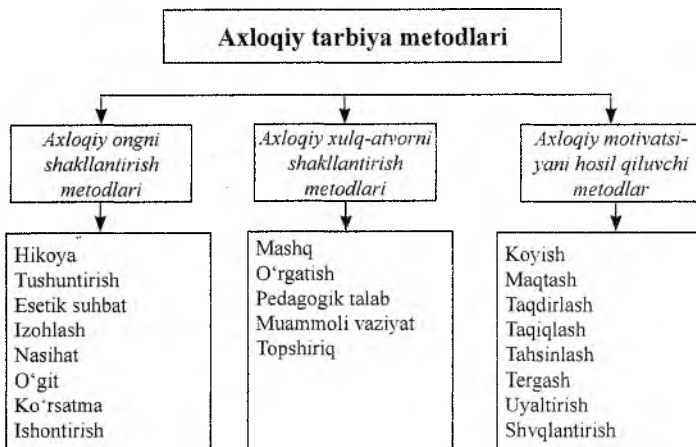 Axloqiy tarbiya metodlari
Axloqiy ongni
shakllantirish
metodlari
Axloqiy xulq-atvorni
shakllantirish
metodlari
Axloqiy motivatsi-
yani hosil qiluvchi
metodlar
Hikoya
Tushuntirish
Esetik suhbat
Izohlash
Nasihat
O‘git
Ko‘rsatma
Ishontirish
Mashq
O‘rgatish
Pedagogik talab
Muammoli vaziyat
Topshiriq
Koyish
Maqtash
Taqdirlash
Taqiqlash
Tahsinlash
Tergash
Uyaltirish
Shvqlantirish